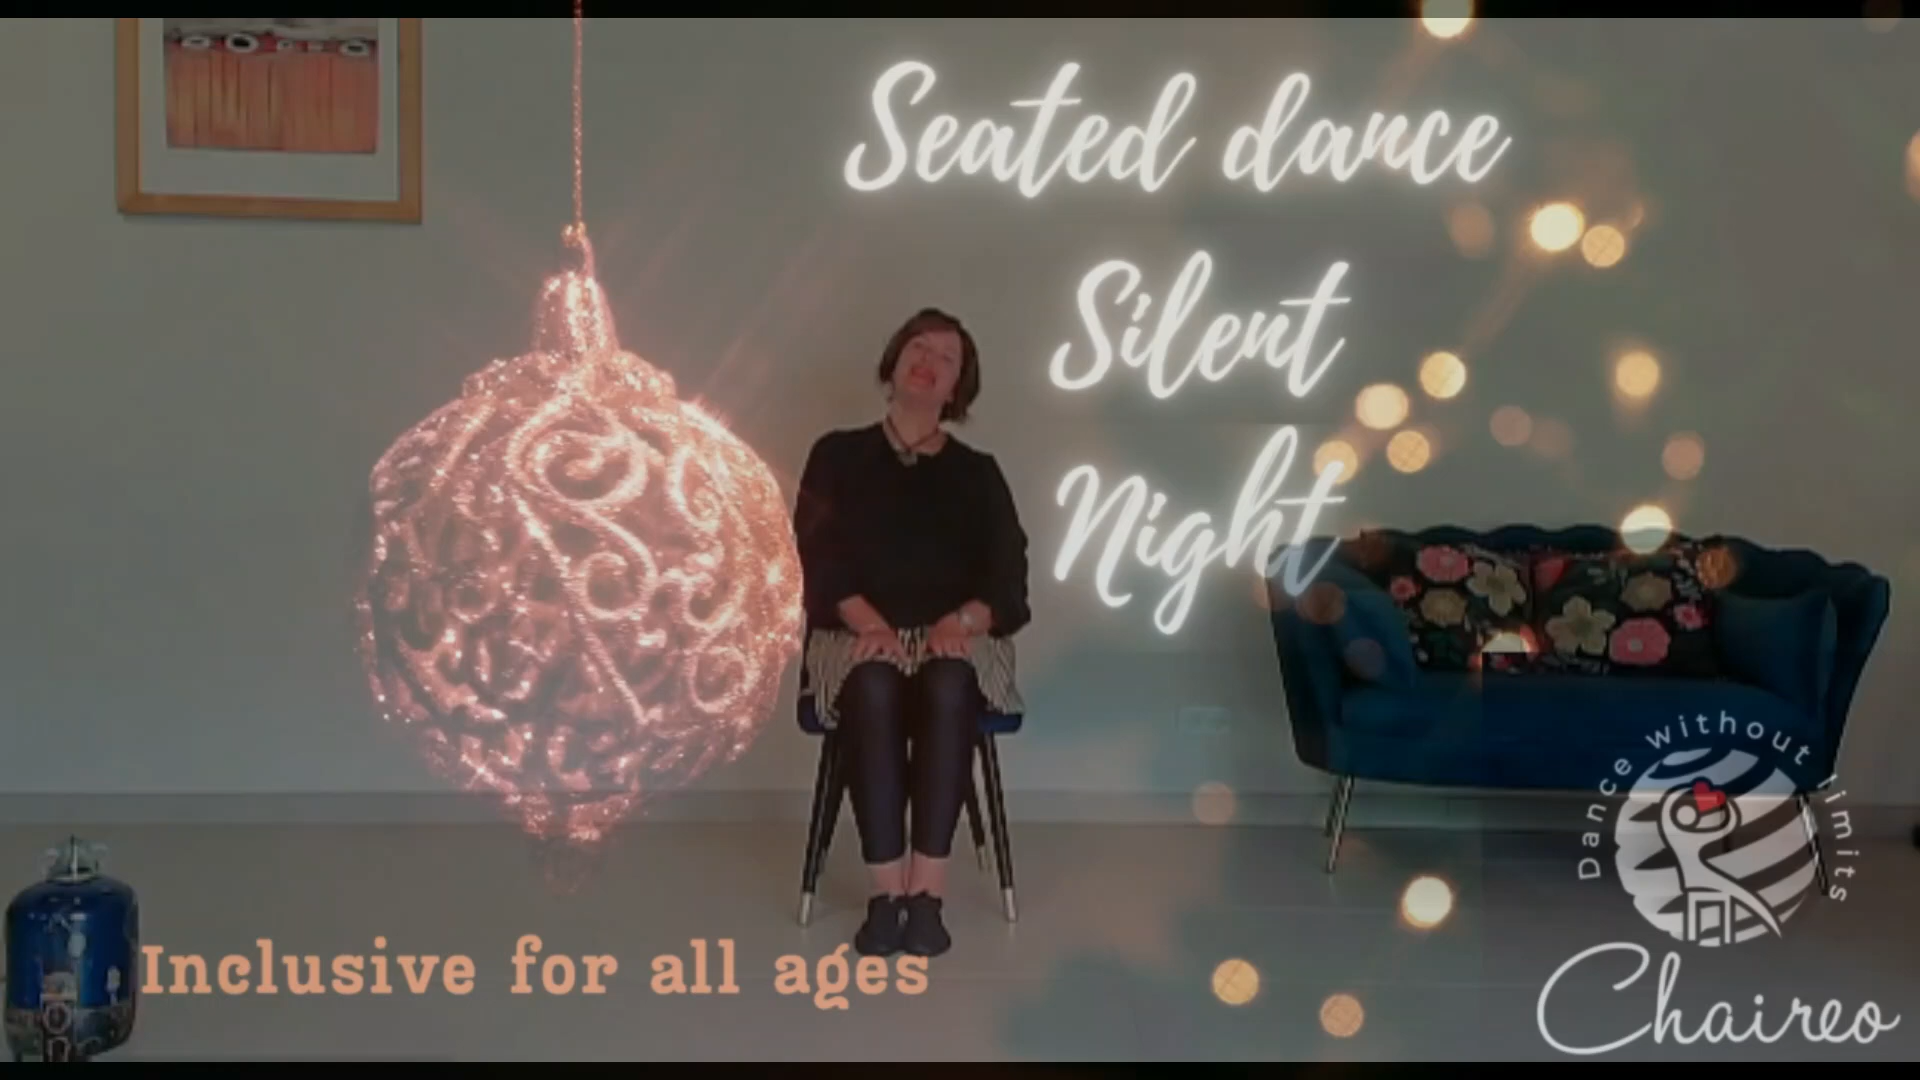 Seated dance
Silent
Night
Dance without limits
Chaireo
Inclusive for all ages